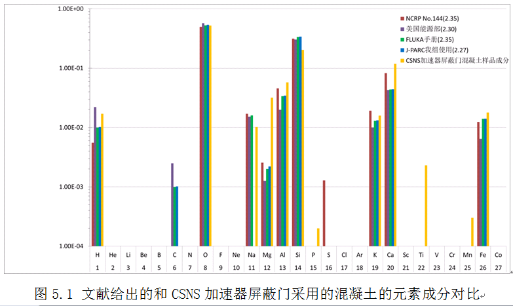 1.00E+00
1.00E-01
1.00E-02
1.00E-03
1.00E-04
NCRP No.144(2.35)
美国能源部(2.30)
FLUKA手册(2.35)
J-PARC我组使用(2.27)
CSNS加速器屏蔽门混凝土样品成分
H He Li Be B C N O F Ne Na Mg Al Si P S Cl Ar K Ca Sc Ti V Cr Mn Fe Co
1 2 3 4 5 6 7 8 9 10 11 12 13 14 15 16 17 18 19 20 21 22 23 24 25 26 27
图 5.1 文献给出的和 CSNS 加速器屏蔽门采用的混凝土的元素成分对比